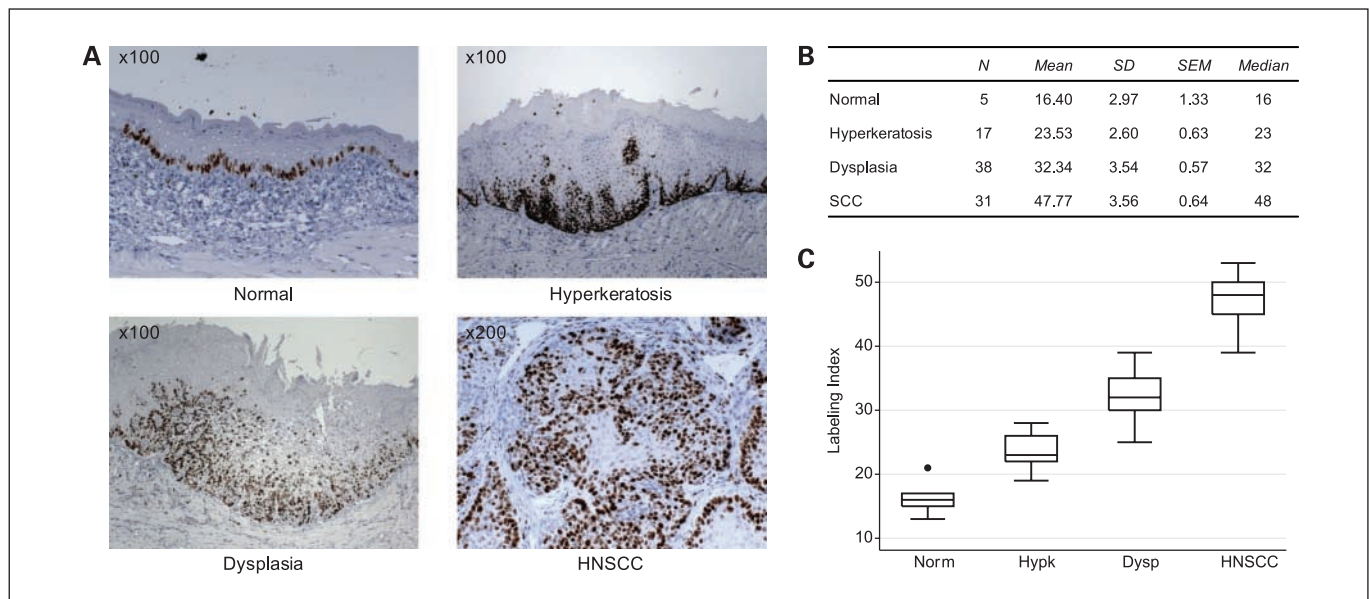 A
x100
x100
Normal
Hyperkeratosis
x100
x200
Dysplasia
HNSCC
B
N Mean SD SEM Median
Normal 5 16.40 2.97 1.33 16
Hyperkeratosis 17 23.53 2.60 0.63 23
Dysplasia 38 32.34 3.54 0.57 32
SCC 31 47.77 3.56 0.64 48
C
Labeling Index
50
40
30
20
10
Norm Hypk Dysp HNSCC